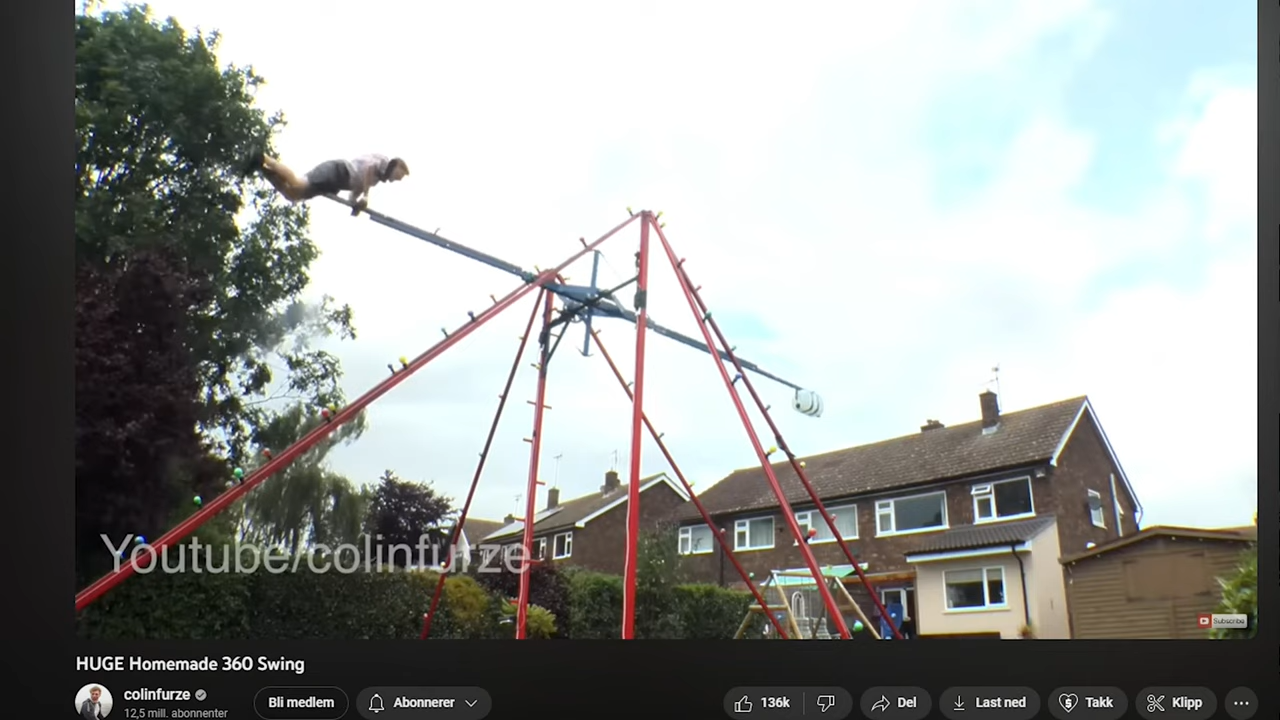 Youtube/colinfurze
Subscribe
HUGE Homemade 360 Swing
colinfurze
12,5 mill. abonnenter
Bli medlem
Abonnerer
136k
Del
Last ned
Takk
Klipp